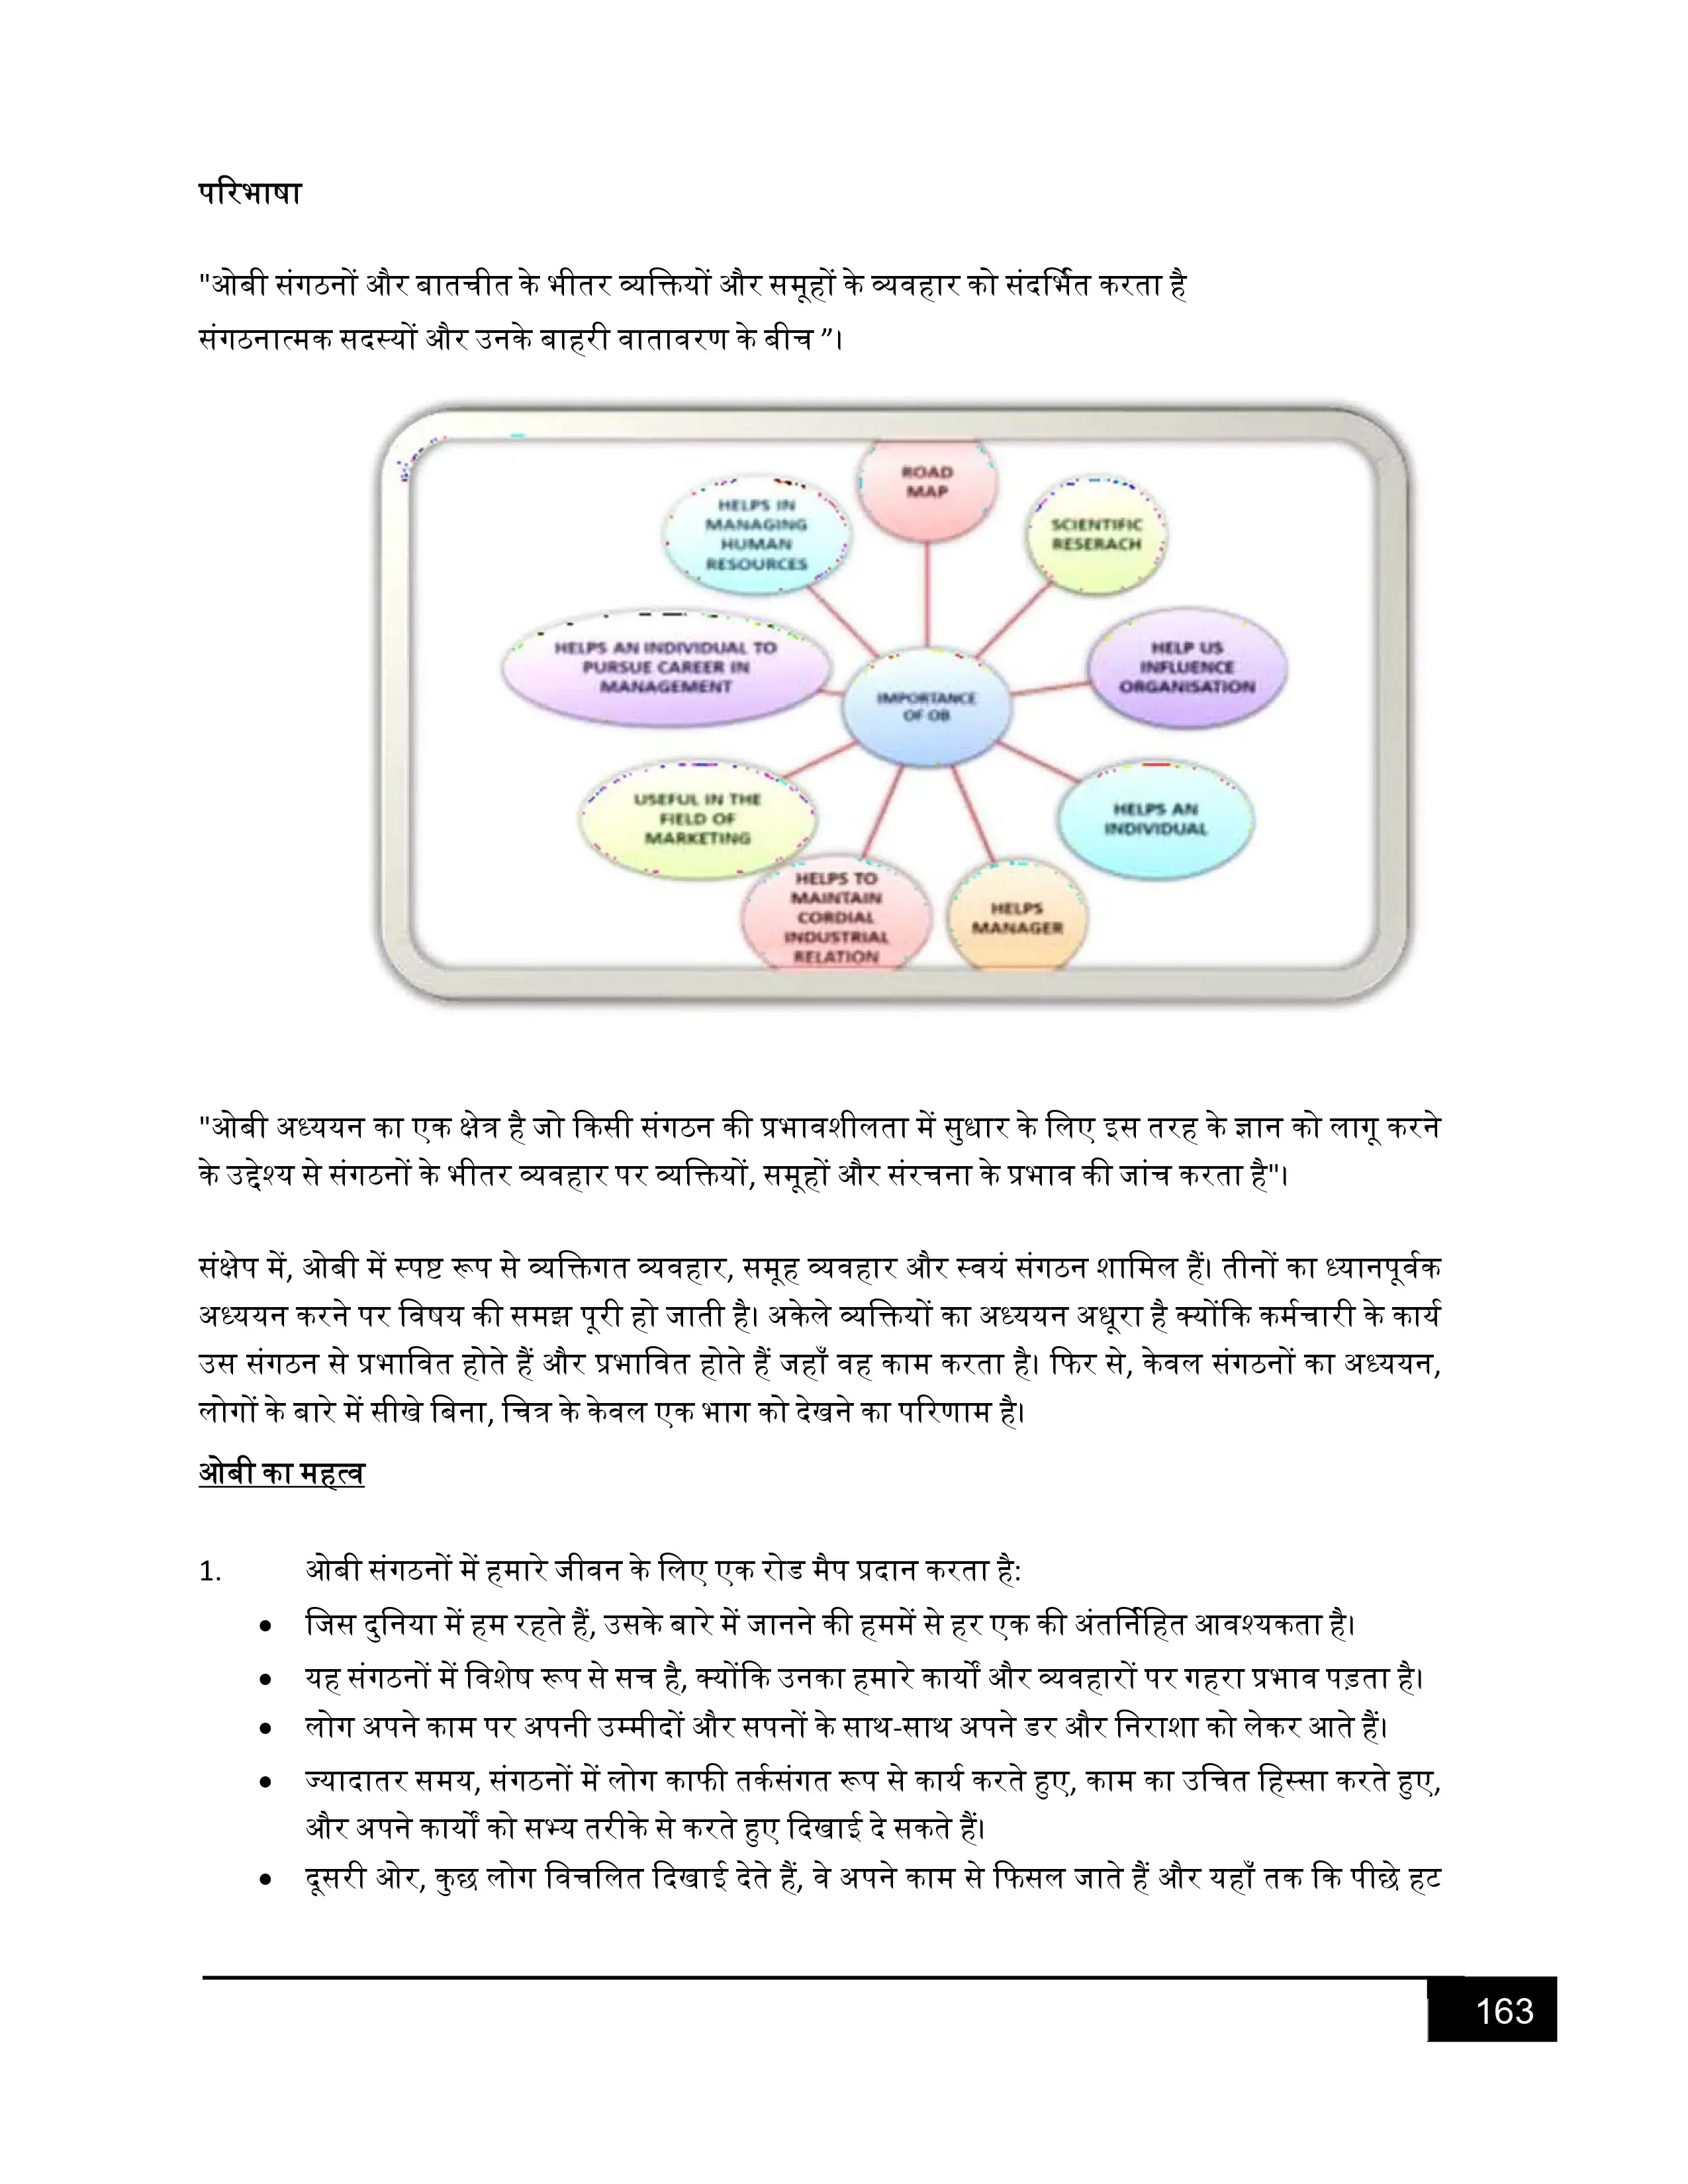 परिभाषा
"ओबी संगठनों और बातचीत के भीतर व्यक्तियों और समूहों के व्यवहार को संदर्भित करता है
संगठनात्मक सदस्यों और उनके बाहरी वातावरण के बीच ”।
ROAD
MAP
HELPS IN
MANAGING
HUMAN
RESOURCES
SCIENTIFIC
RESERACH
HELPS AN INDIVIDUAL TO
PURSUE CAREER IN
MANAGEMENT
HELP US
INFLUENCE
ORGANISATION
IMPORTANCE
OF OB
USEFUL IN THE
FIELD OF
MARKETING
HELPS AN
INDIVIDUAL
HELPS TO
MAINTAIN
CORDIAL
INDUSTRIAL
RELATION
HELPS
MANAGER
"ओबी अध्ययन का एक क्षेत्र है जो किसी संगठन की प्रभावशीलता में सुधार के लिए इस तरह के ज्ञान को लागू करने
के उद्देश्य से संगठनों के भीतर व्यवहार पर व्यक्तियों, समूहों और संरचना के प्रभाव की जांच करता है"।
संक्षेप में, ओबी में स्पष्ट रूप से व्यक्तिगत व्यवहार, समूह व्यवहार और स्वयं संगठन शामिल हैं। तीनों का ध्यानपूर्वक
अध्ययन करने पर विषय की समझ पूरी हो जाती है। अकेले व्यक्तियों का अध्ययन अधूरा है क्योंकि कर्मचारी के कार्य
उस संगठन से प्रभावित होते हैं और प्रभावित होते हैं जहाँ वह काम करता है। फिर से, केवल संगठनों का अध्ययन,
लोगों के बारे में सीखे बिना, चित्र के केवल एक भाग को देखने का परिणाम है।
ओबी का महत्व
1. ओबी संगठनों में हमारे जीवन के लिए एक रोड मैप प्रदान करता है:
• जिस दुनिया में हम रहते हैं, उसके बारे में जानने की हममें से हर एक की अंतर्निहित आवश्यकता है।
• यह संगठनों में विशेष रूप से सच है, क्योंकि उनका हमारे कार्यों और व्यवहारों पर गहरा प्रभाव पड़ता है।
• लोग अपने काम पर अपनी उम्मीदों और सपनों के साथ-साथ अपने डर और निराशा को लेकर आते हैं।
• ज्यादातर समय, संगठनों में लोग काफी तर्कसंगत रूप से कार्य करते हुए, काम का उचित हिस्सा करते हुए,
और अपने कार्यों को सभ्य तरीके से करते हुए दिखाई दे सकते हैं।
• दूसरी ओर, कुछ लोग विचलित दिखाई देते हैं, वे अपने काम से फिसल जाते हैं और यहाँ तक कि पीछे हट
163